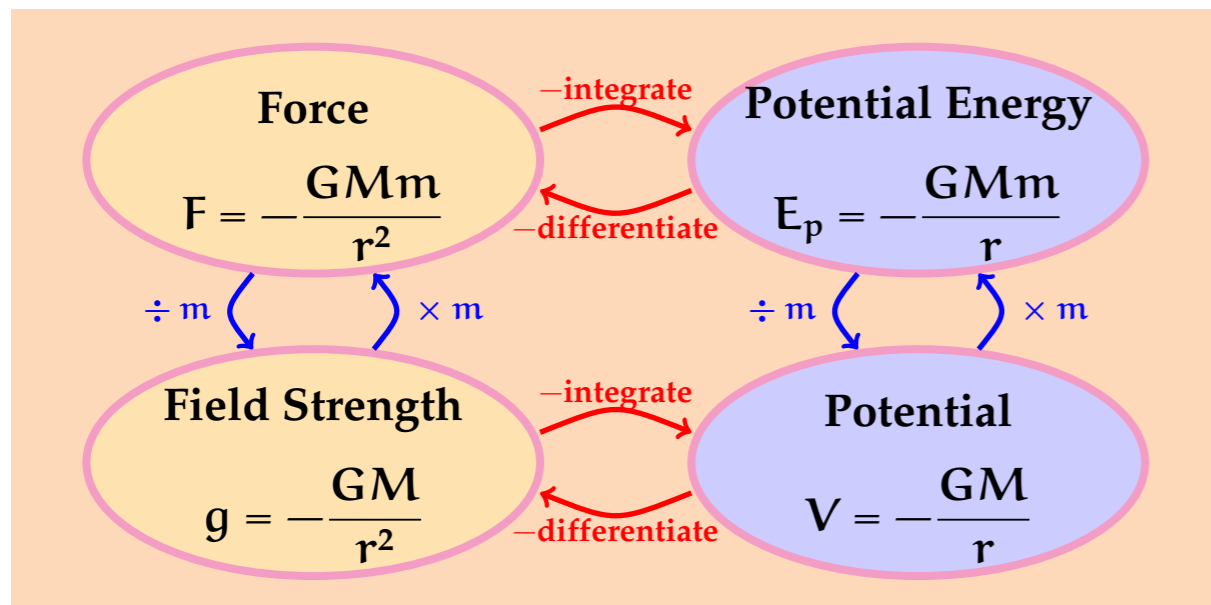 Force
F = −GMm/r²
−integrate
−differentiate
Potential Energy
Eₚ = −GMm/r
÷ m
× m
÷ m
× m
Field Strength
g = −GM/r²
−integrate
−differentiate
Potential
V = −GM/r